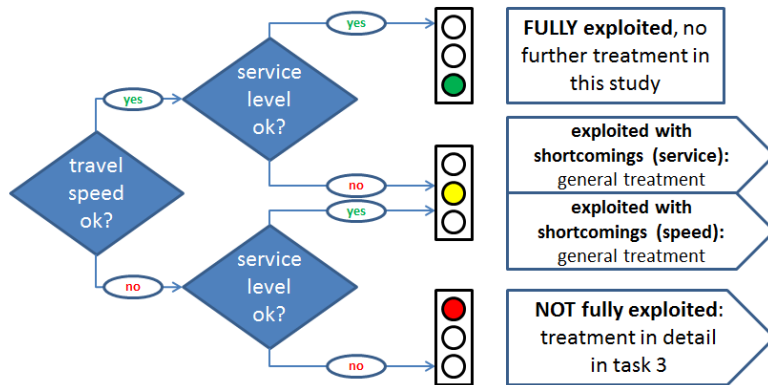 travel
speed
ok?
yes
service
level
ok?
yes
FULLY exploited, no
further treatment in
this study
no
exploited with
shortcomings (service):
general treatment
no
service
level
ok?
yes
exploited with
shortcomings (speed):
general treatment
no
NOT fully exploited:
treatment in detail
in task 3